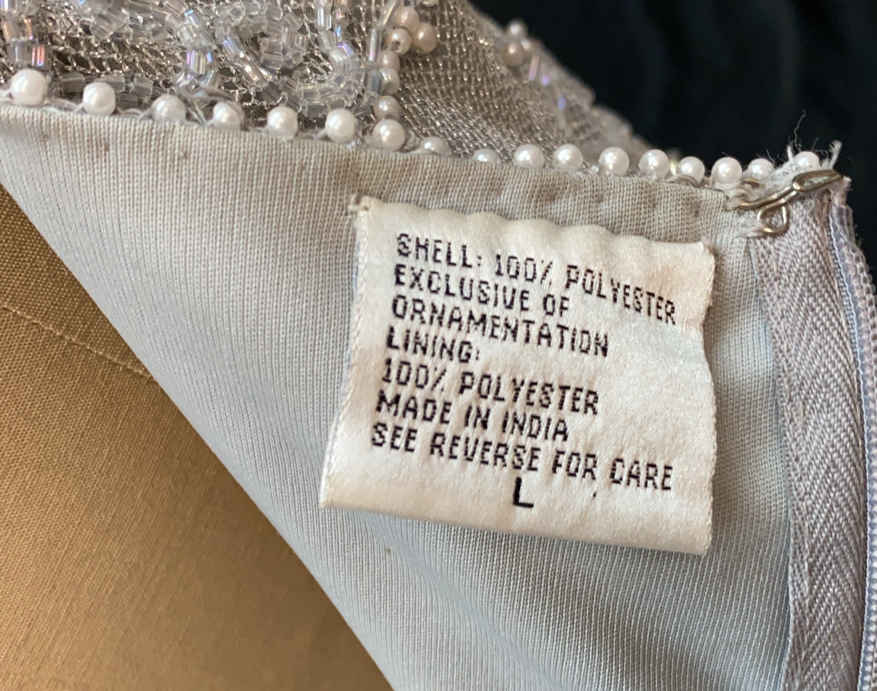 SHELL: 100% POLYESTER
EXCLUSIVE OF
ORNAMENTATION
LINING:
100% POLYESTER
MADE IN INDIA
SEE REVERSE FOR CARE
L